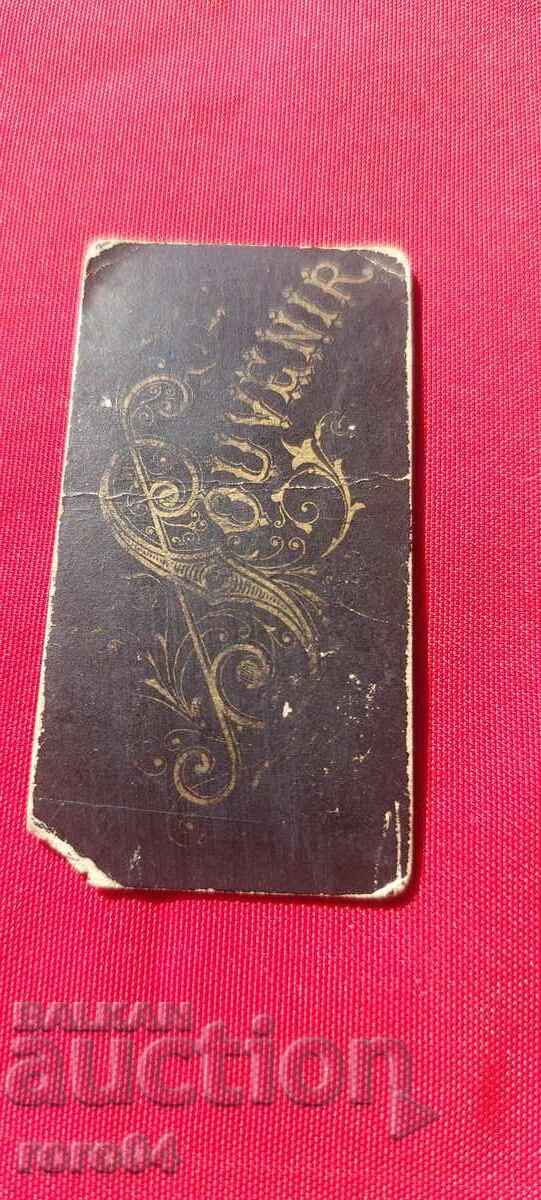 SOUVENIR
BALKAN
auction
roro04